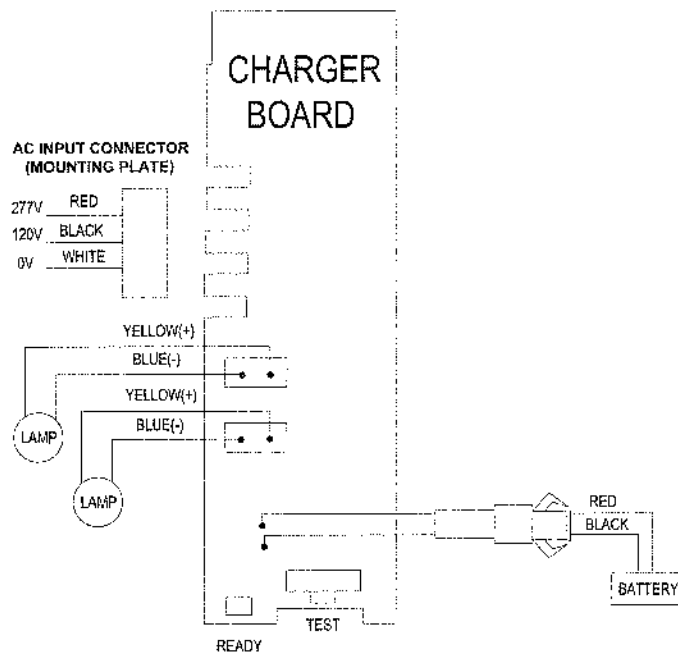 CHARGER
BOARD
AC INPUT CONNECTOR
(MOUNTING PLATE)
277V RED
120V BLACK
0V WHITE
YELLOW(+)
BLUE(-)
YELLOW(+)
BLUE(-)
LAMP
LAMP
RED
BLACK
BATTERY
TEST
READY